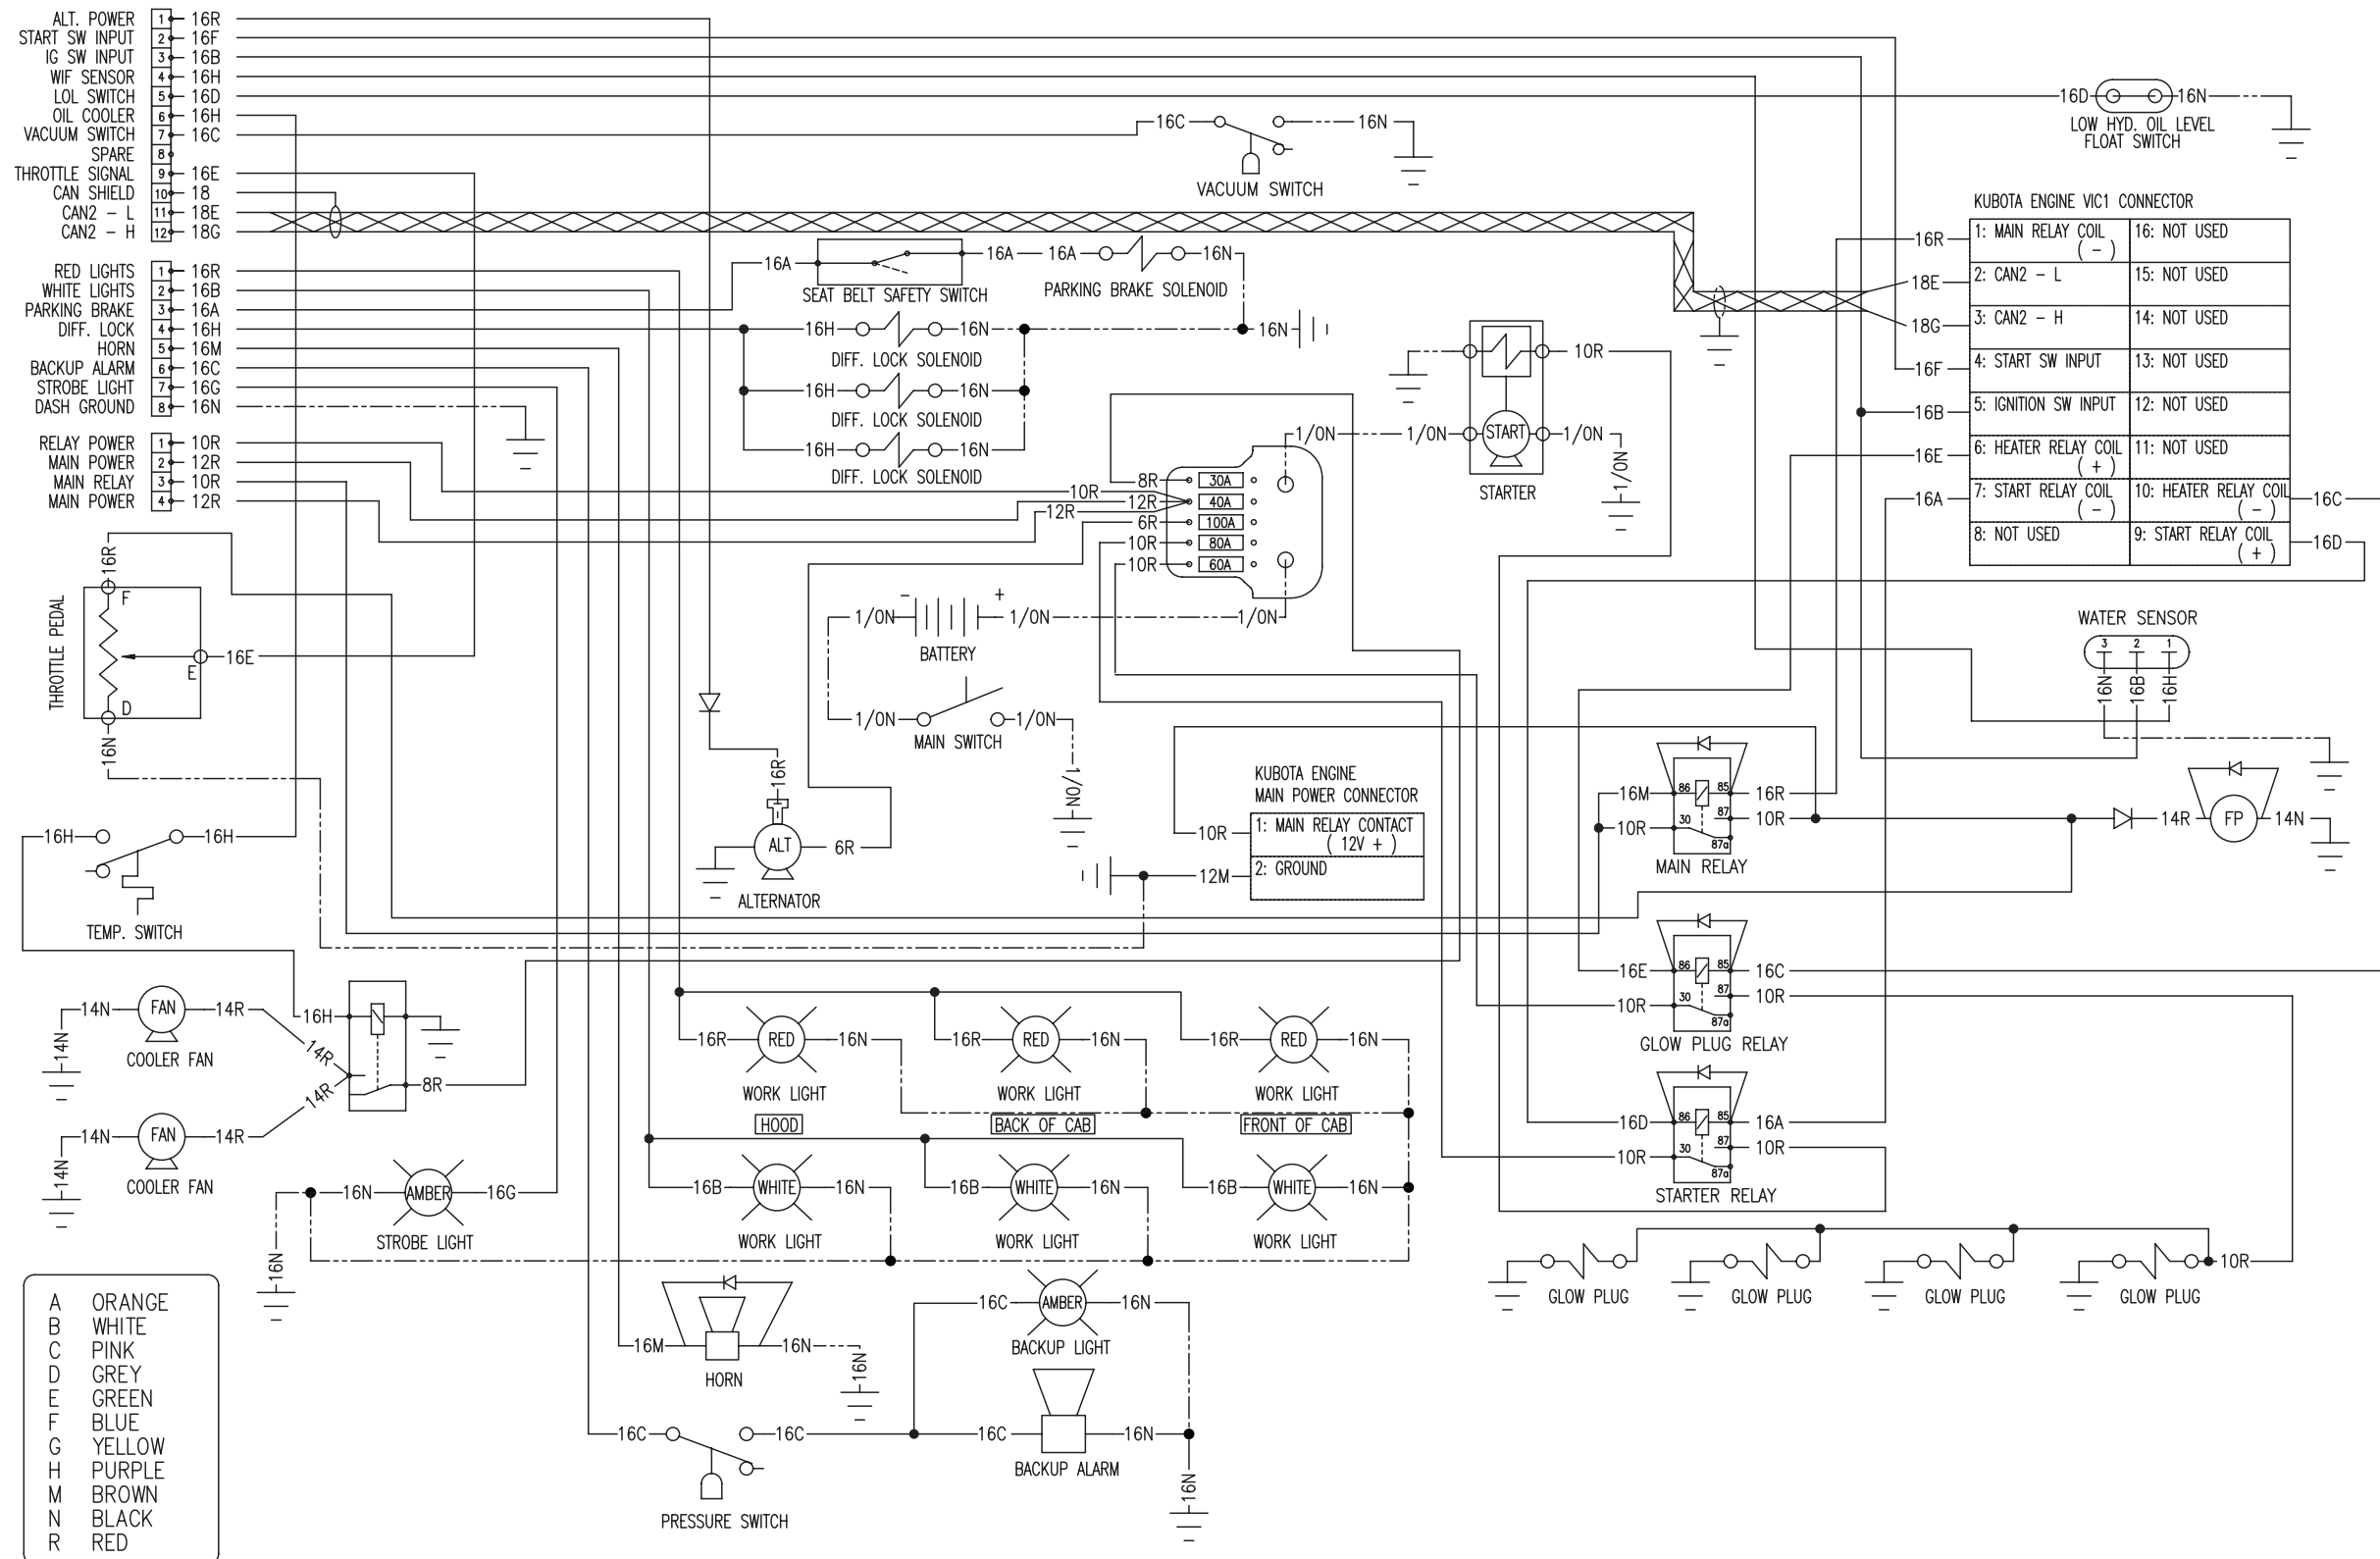 ALT. POWER 1 16R
START SW INPUT 2 16F
IG SW INPUT 3 16B
WIF SENSOR 4 16H
LOL SWITCH 5 16D
OIL COOLER 6 16H
VACUUM SWITCH 7 16C
SPARE 8
THROTTLE SIGNAL 9 16E
CAN SHIELD 10 18
CAN2 - L 11 18E
CAN2 - H 12 18G
RED LIGHTS 1 16R
WHITE LIGHTS 2 16B
PARKING BRAKE 3 16A
DIFF. LOCK 4 16H
HORN 5 16M
BACKUP ALARM 6 16C
STROBE LIGHT 7 16G
DASH GROUND 8 16N
RELAY POWER 1 10R
MAIN POWER 2 12R
MAIN RELAY 3 10R
MAIN POWER 4 12R
16C 16N
VACUUM SWITCH
16D 16N
LOW HYD. OIL LEVEL
FLOAT SWITCH
16A 16A 16A 16N
SEAT BELT SAFETY SWITCH
PARKING BRAKE SOLENOID
16H 16N 16N
DIFF. LOCK SOLENOID
16H 16N
DIFF. LOCK SOLENOID
16H 16N
DIFF. LOCK SOLENOID
10R
START
1/0N 1/0N 1/0N
1/0N
STARTER
KUBOTA ENGINE VIC1 CONNECTOR
16R 1: MAIN RELAY COIL 16: NOT USED
( - )
18E 2: CAN2 - L 15: NOT USED
18G 3: CAN2 - H 14: NOT USED
16F 4: START SW INPUT 13: NOT USED
16B 5: IGNITION SW INPUT 12: NOT USED
16E 6: HEATER RELAY COIL 11: NOT USED
( + )
16A 7: START RELAY COIL 10: HEATER RELAY COIL 16C
( - ) ( - )
8: NOT USED 9: START RELAY COIL 16D
( + )
8R 30A
10R
12R 40A
12R
6R 100A
10R 80A
10R 60A
16R
F
THROTTLE PEDAL
E 16E
D
16N
1/0N - + 1/0N 1/0N
BATTERY
1/0N 1/0N
MAIN SWITCH
1/0N
16R
ALT 6R
ALTERNATOR
KUBOTA ENGINE
MAIN POWER CONNECTOR
10R 1: MAIN RELAY CONTACT
( 12V + )
12M 2: GROUND
WATER SENSOR
3 2 1
16N 16B 16H
16M 86 85 16R
10R 30 87 10R
87a
MAIN RELAY
14R FP 14N
16H 16H
TEMP. SWITCH
16E 86 85 16C
10R 30 87 10R
87a
GLOW PLUG RELAY
16D 86 85 16A
10R 30 87 10R
87a
STARTER RELAY
14N FAN 14R
14N
COOLER FAN
16H
14R
14R
8R
14N FAN 14R
14N
COOLER FAN
16R RED 16N
WORK LIGHT
HOOD
16R RED 16N
WORK LIGHT
BACK OF CAB
16R RED 16N
WORK LIGHT
FRONT OF CAB
16B WHITE 16N
WORK LIGHT
16B WHITE 16N
WORK LIGHT
16B WHITE 16N
WORK LIGHT
16N AMBER 16G
16N
STROBE LIGHT
GLOW PLUG
GLOW PLUG
GLOW PLUG
GLOW PLUG
10R
16M 16N
16N
HORN
16C AMBER 16N
BACKUP LIGHT
16C 16C 16C 16N
16N
BACKUP ALARM
PRESSURE SWITCH
A ORANGE
B WHITE
C PINK
D GREY
E GREEN
F BLUE
G YELLOW
H PURPLE
M BROWN
N BLACK
R RED